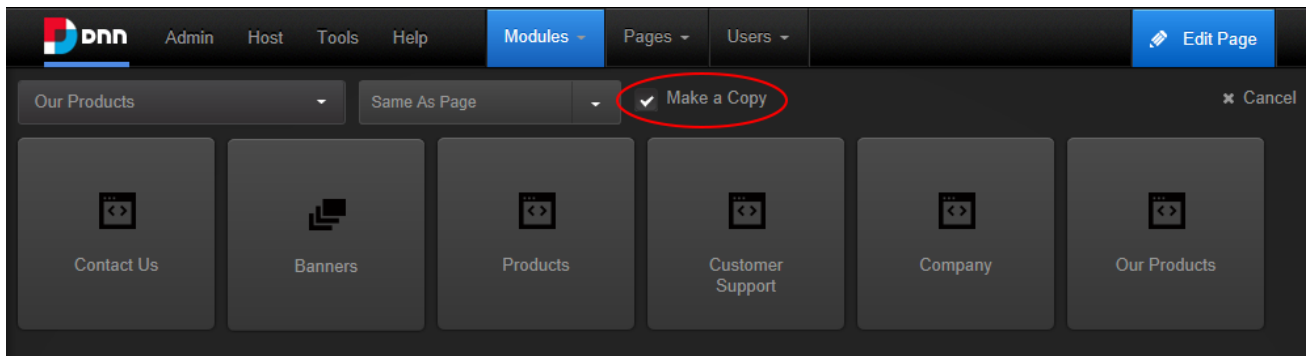 DNN Admin Host Tools Help Modules Pages Users Edit Page
Our Products Same As Page Make a Copy Cancel
Contact Us Banners Products Customer Support Company Our Products